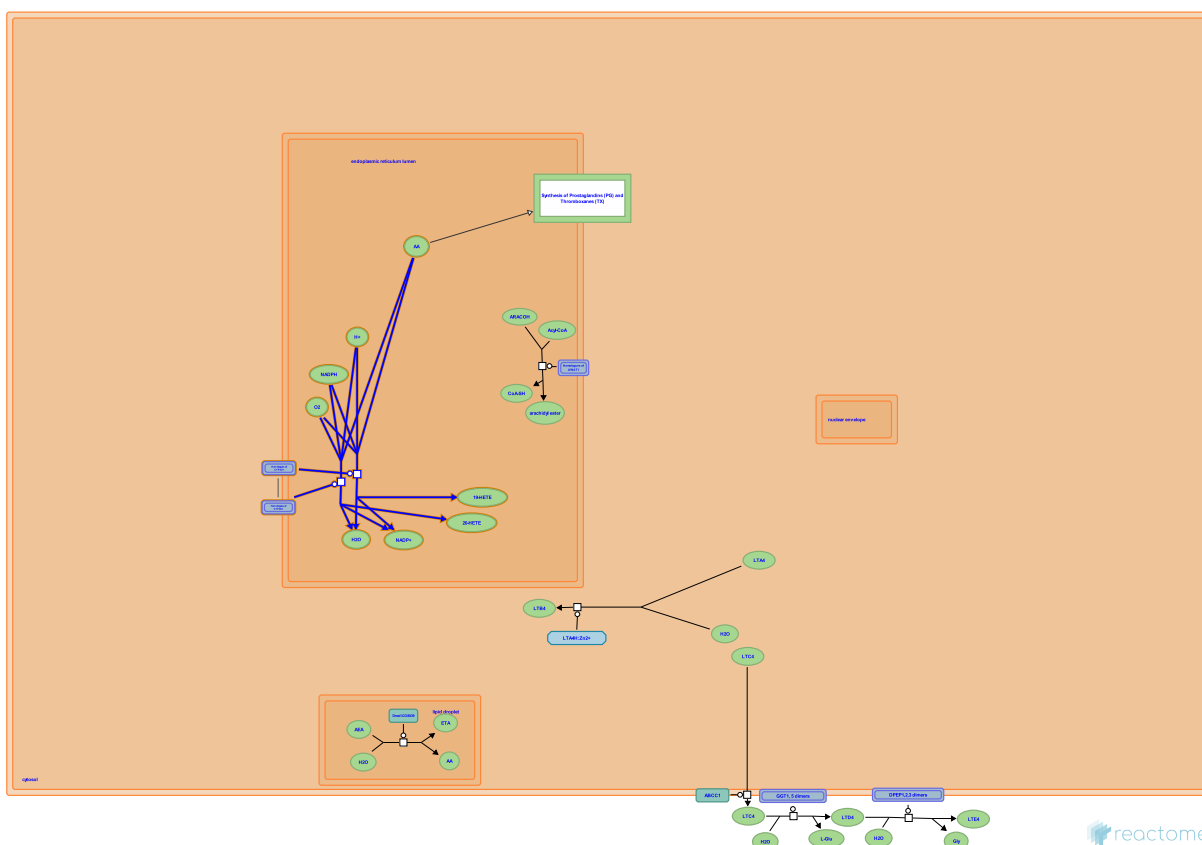 endoplasmic reticulum lumen
Synthesis of Prostaglandins (PG) and
Thromboxanes (TX)
AA
ARACOH
Acyl-CoA
H+
NADPH
CoASH
arachidyl ester
O2
nuclear envelope
19-HETE
20-HETE
H2O
NADP+
LTA4
LTB4
H2O
LTA4H:Zn2+
LTC4
lipid droplet
ETA
AEA
H2O
AA
cytosol
ABCC1
GGT1, 5 dimers
DPEP1,2,3 dimers
LTC4
LTD4
LTE4
H2O
L-Glu
H2O
Gly
reactome